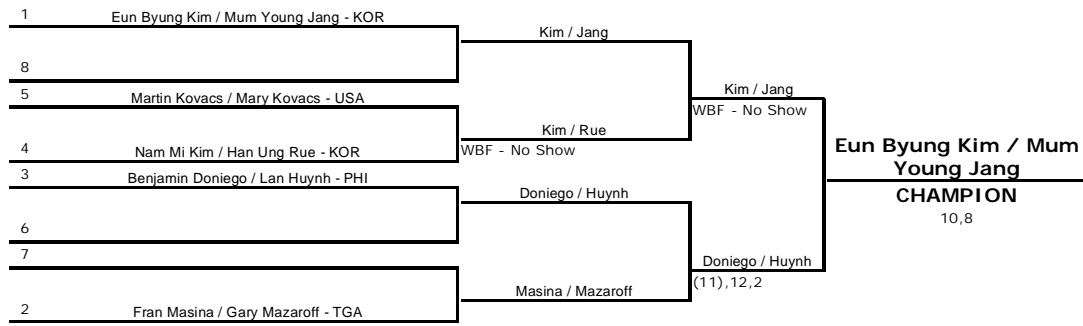 1 Eun Byung Kim / Mum Young Jang - KOR
Kim / Jang
8
5 Martin Kovacs / Mary Kovacs - USA
Kim / Jang
WBF - No Show
Kim / Rue
4 Nam Mi Kim / Han Ung Rue - KOR
WBF - No Show
Eun Byung Kim / Mum
Young Jang
CHAMPION
10,8
3 Benjamin Doniego / Lan Huynh - PHI
Doniego / Huynh
6
7
Doniego / Huynh
(11),12,2
Masina / Mazaroff
2 Fran Masina / Gary Mazaroff - TGA